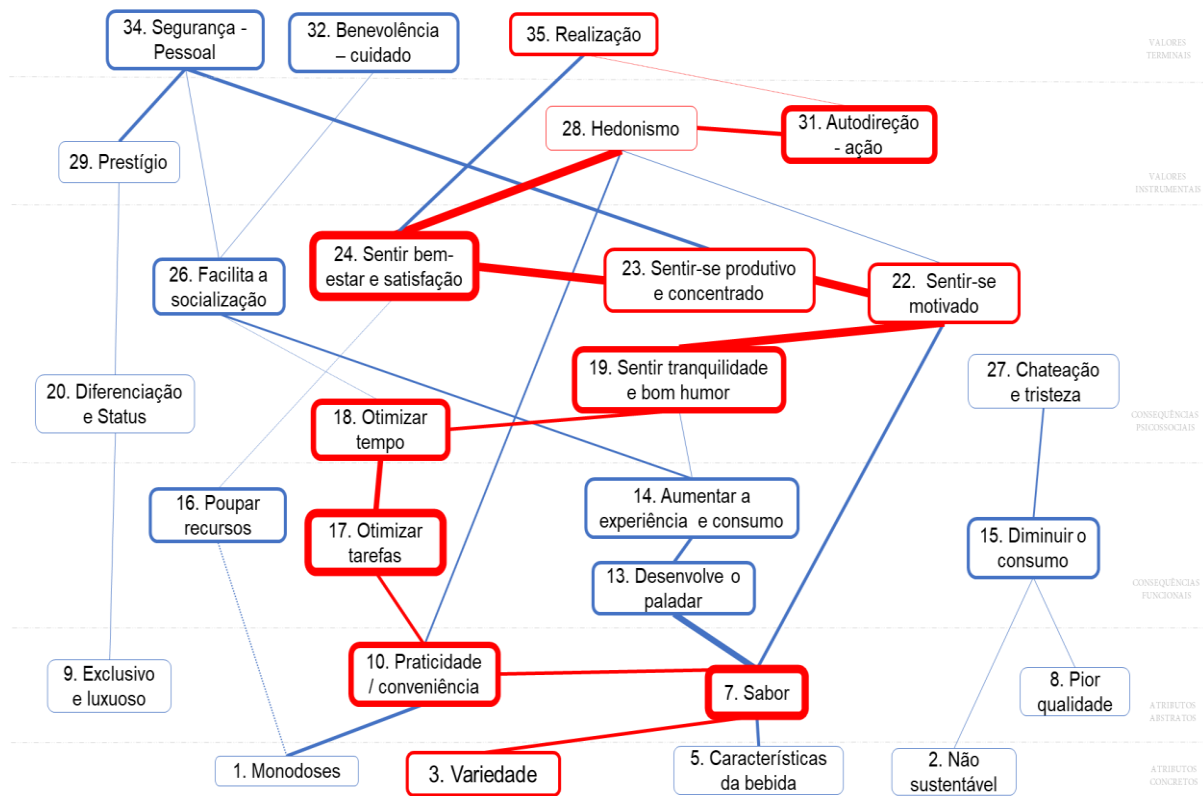 34. Segurança -
Pessoal
32. Benevolência
– cuidado
35. Realização
VALORES
TERMINAIS
28. Hedonismo
31. Autodireção
- ação
29. Prestígio
VALORES
INSTRUMENTAIS
24. Sentir bem-
estar e satisfação
23. Sentir-se produtivo
e concentrado
26. Facilita a
socialização
22. Sentir-se
motivado
19. Sentir tranquilidade
e bom humor
27. Chateação
e tristeza
20. Diferenciação
e Status
18. Otimizar
tempo
CONSEQUÊNCIAS
PSICOSSOCIAIS
16. Poupar
recursos
14. Aumentar a
experiência e consumo
17. Otimizar
tarefas
15. Diminuir o
consumo
13. Desenvolve o
paladar
CONSEQUÊNCIAS
FUNCIONAIS
9. Exclusivo
e luxuoso
10. Praticidade
/ conveniência
7. Sabor
8. Pior
qualidade
ATRIBUTOS
ABSTRATOS
1. Monodoses
3. Variedade
5. Características
da bebida
2. Não
sustentável
ATRIBUTOS
CONCRETOS